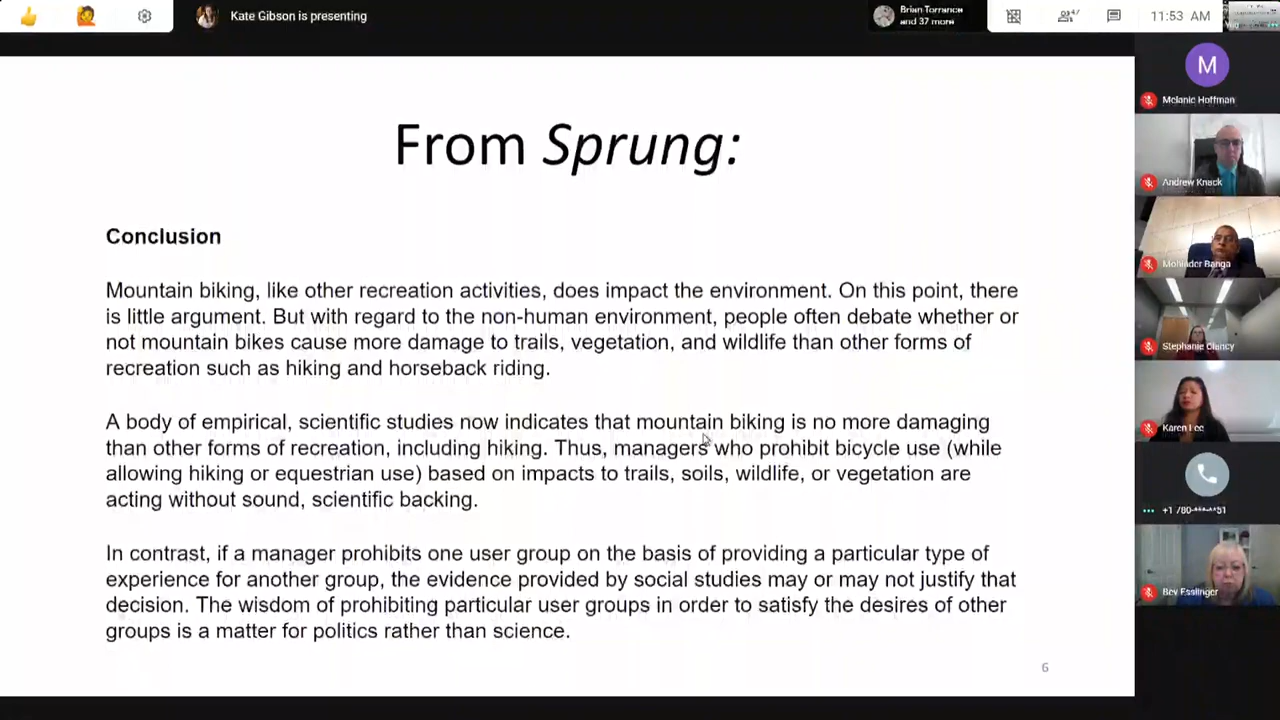 Kate Gibson is presenting
Brian Torrance
and 37 more
47
11:53 AM
From Sprung:
Conclusion
Mountain biking, like other recreation activities, does impact the environment. On this point, there
is little argument. But with regard to the non-human environment, people often debate whether or
not mountain bikes cause more damage to trails, vegetation, and wildlife than other forms of
recreation such as hiking and horseback riding.
A body of empirical, scientific studies now indicates that mountain biking is no more damaging
than other forms of recreation, including hiking. Thus, managers who prohibit bicycle use (while
allowing hiking or equestrian use) based on impacts to trails, soils, wildlife, or vegetation are
acting without sound, scientific backing.
In contrast, if a manager prohibits one user group on the basis of providing a particular type of
experience for another group, the evidence provided by social studies may or may not justify that
decision. The wisdom of prohibiting particular user groups in order to satisfy the desires of other
groups is a matter for politics rather than science.
6
M
Melanie Hoffman
Andrew Knack
Mohinder Banga
Stephanie Clancy
Karen Lee
+1 780-***-**51
Bev Esslinger